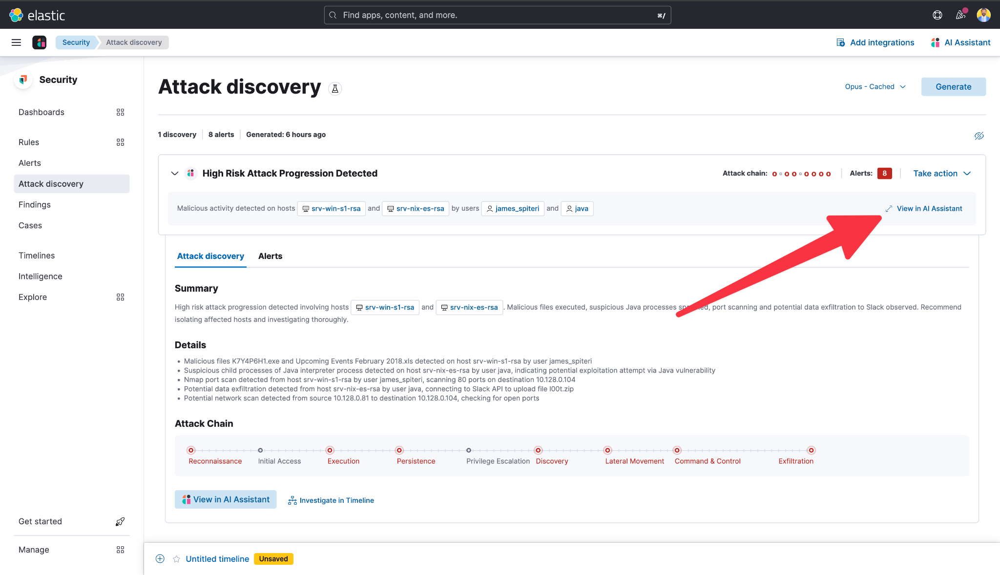 elastic
Find apps, content, and more.
⌘/
Security
Attack discovery
Add integrations
AI Assistant
Security
Dashboards
Rules
Alerts
Attack discovery
Findings
Cases
Timelines
Intelligence
Explore
Get started
Manage
Attack discovery
Opus - Cached
Generate
1 discovery
8 alerts
Generated: 6 hours ago
High Risk Attack Progression Detected
Attack chain:
Alerts: 8
Take action
Malicious activity detected on hosts srv-win-s1-rsa and srv-nix-es-rsa by users james_spiteri and java
View in AI Assistant
Attack discovery
Alerts
Summary
High risk attack progression detected involving hosts srv-win-s1-rsa and srv-nix-es-rsa . Malicious files executed, suspicious Java processes , port scanning and potential data exfiltration to Slack observed. Recommend
isolating affected hosts and investigating thoroughly.
Details
• Malicious files K7Y4P6H1.exe and Upcoming Events February 2018.xls detected on host srv-win-s1-rsa by user james_spiteri
• Suspicious child processes of Java interpreter process detected on host srv-nix-es-rsa by user java, indicating potential exploitation attempt via Java vulnerability
• Nmap port scan detected from host srv-win-s1-rsa by user james_spiteri, scanning 80 ports on destination 10.128.0.104
• Potential data exfiltration detected from host srv-nix-es-rsa by user java, connecting to Slack API to upload file l00t.zip
• Potential network scan detected from source 10.128.0.81 to destination 10.128.0.104, checking for open ports
Attack Chain
Reconnaissance
Initial Access
Execution
Persistence
Privilege Escalation
Discovery
Lateral Movement
Command & Control
Exfiltration
View in AI Assistant
Investigate in Timeline
Untitled timeline
Unsaved